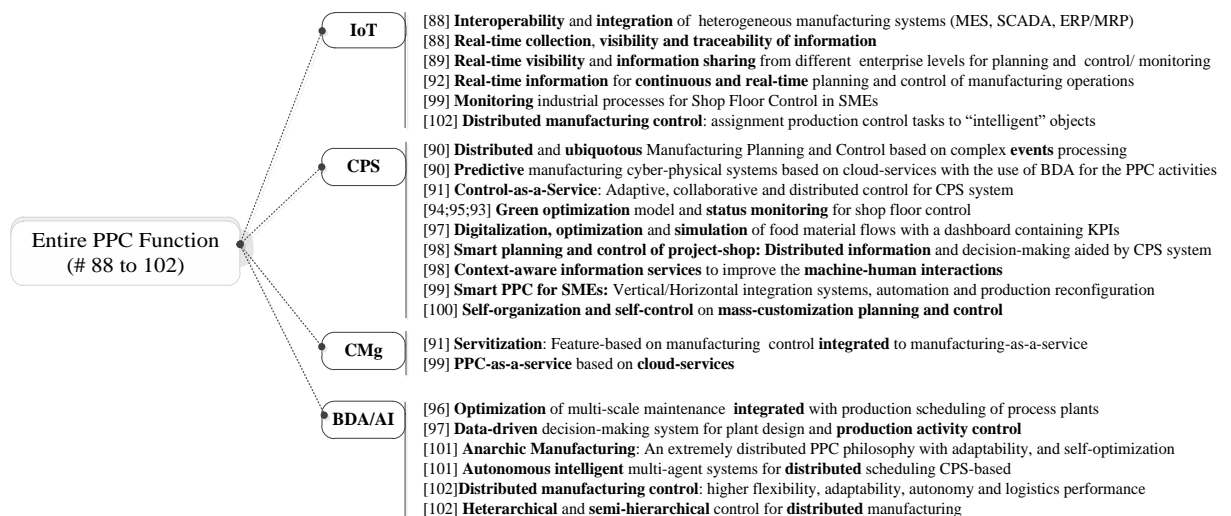 Entire PPC Function
(# 88 to 102)
IoT
[88] Interoperability and integration of heterogeneous manufacturing systems (MES, SCADA, ERP/MRP)
[88] Real-time collection, visibility and traceability of information
[89] Real-time visibility and information sharing from different enterprise levels for planning and control/ monitoring
[92] Real-time information for continuous and real-time planning and control of manufacturing operations
[99] Monitoring industrial processes for Shop Floor Control in SMEs
[102] Distributed manufacturing control: assignment production control tasks to “intelligent” objects
CPS
[90] Distributed and ubiquotous Manufacturing Planning and Control based on complex events processing
[90] Predictive manufacturing cyber-physical systems based on cloud-services with the use of BDA for the PPC activities
[91] Control-as-a-Service: Adaptive, collaborative and distributed control for CPS system
[94;95;93] Green optimization model and status monitoring for shop floor control
[97] Digitalization, optimization and simulation of food material flows with a dashboard containing KPIs
[98] Smart planning and control of project-shop: Distributed information and decision-making aided by CPS system
[98] Context-aware information services to improve the machine-human interactions
[99] Smart PPC for SMEs: Vertical/Horizontal integration systems, automation and production reconfiguration
[100] Self-organization and self-control on mass-customization planning and control
CMg
[91] Servitization: Feature-based on manufacturing control integrated to manufacturing-as-a-service
[99] PPC-as-a-service based on cloud-services
BDA/AI
[96] Optimization of multi-scale maintenance integrated with production scheduling of process plants
[97] Data-driven decision-making system for plant design and production activity control
[101] Anarchic Manufacturing: An extremely distributed PPC philosophy with adaptability, and self-optimization
[101] Autonomous intelligent multi-agent systems for distributed scheduling CPS-based
[102]Distributed manufacturing control: higher flexibility, adaptability, autonomy and logistics performance
[102] Heterarchical and semi-hierarchical control for distributed manufacturing